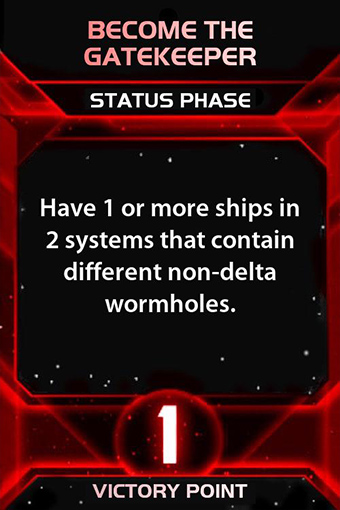 BECOME THE
GATEKEEPER
STATUS PHASE
Have 1 or more ships in
2 systems that contain
different non-delta
wormholes.
1
VICTORY POINT